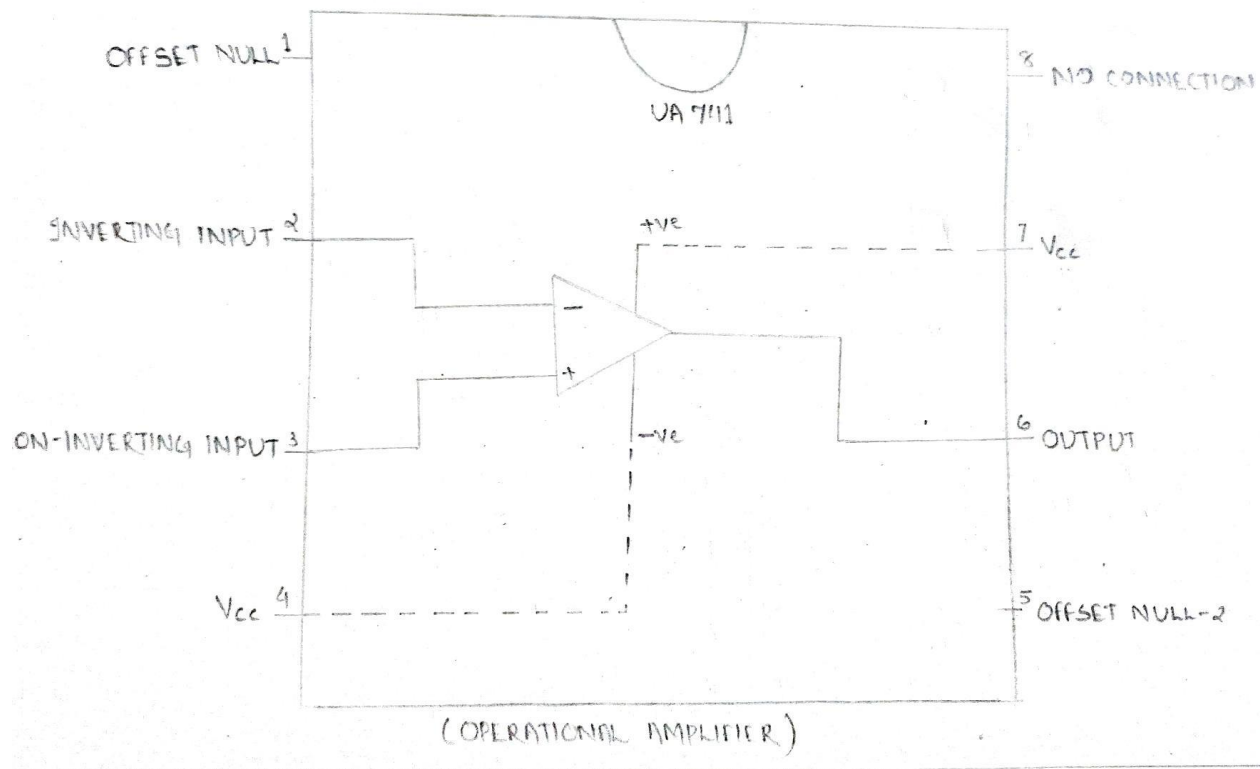 OFFSET NULL 1
8 NO CONNECTION
UA 741
INVERTING INPUT 2
+ve
7 Vcc
−
+
ON-INVERTING INPUT 3
−ve
6 OUTPUT
Vcc 4
5 OFFSET NULL-2
(OPERATIONAL AMPLIFIER)